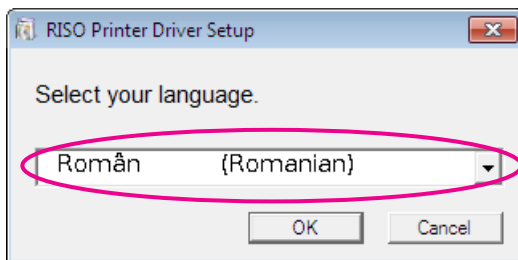 RISO Printer Driver Setup
Select your language.
Român (Romanian)
OK Cancel